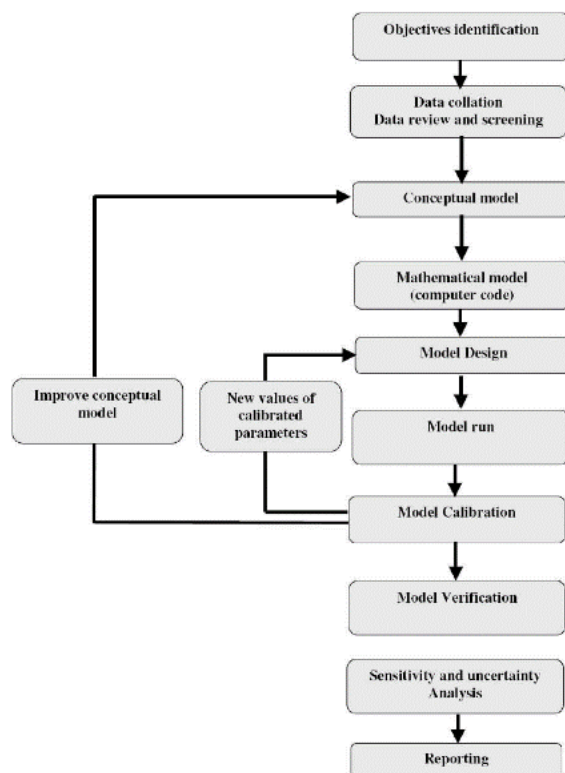 Objectives identification
Data collation
Data review and screening
Conceptual model
Mathematical model
(computer code)
Model Design
Improve conceptual
model
New values of
calibrated
parameters
Model run
Model Calibration
Model Verification
Sensitivity and uncertainty
Analysis
Reporting